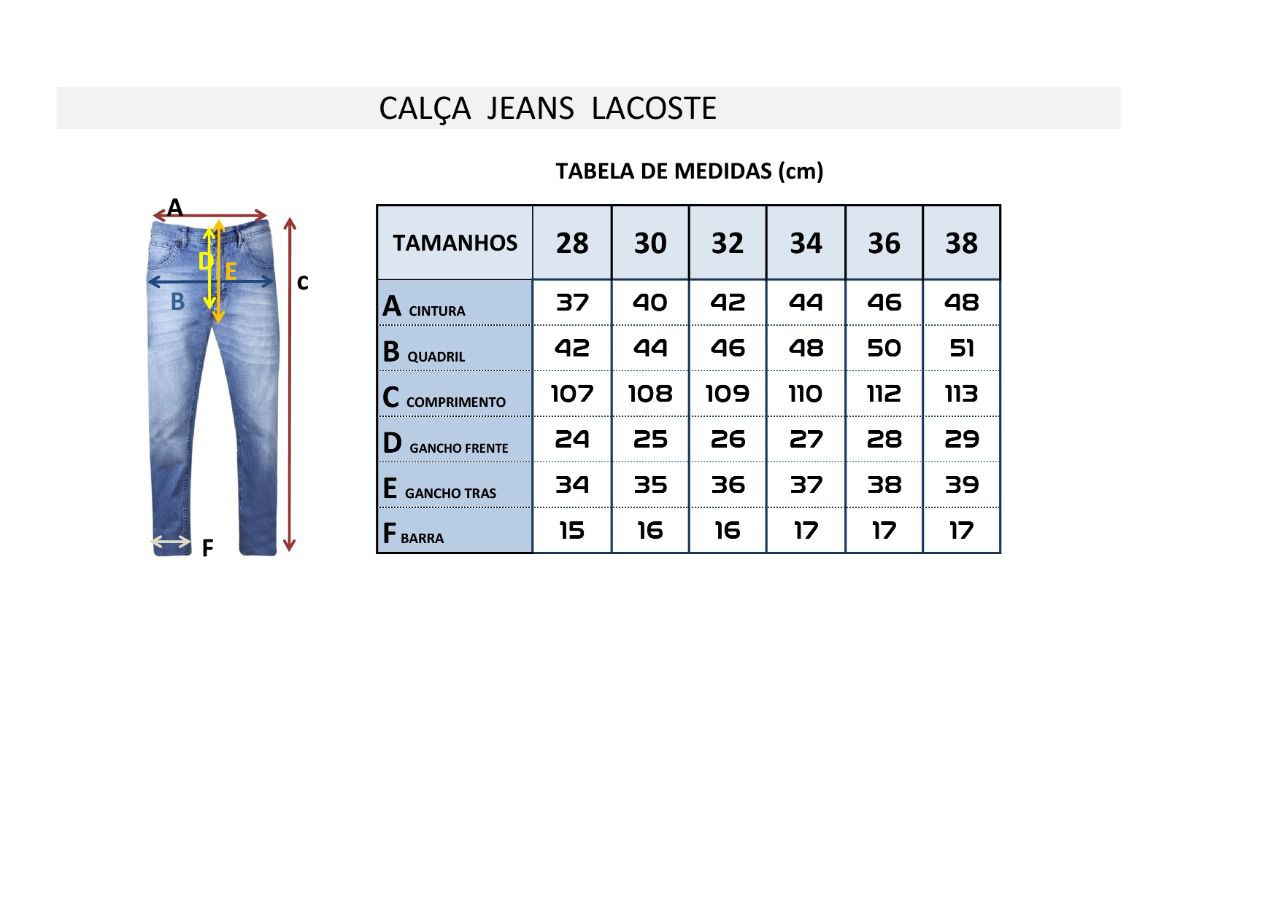 CALÇA JEANS LACOSTE
TABELA DE MEDIDAS (cm)
A
D
E
B
c
F
TAMANHOS 28 30 32 34 36 38
A CINTURA 37 40 42 44 46 48
B QUADRIL 42 44 46 48 50 51
C COMPRIMENTO 107 108 109 110 112 113
D GANCHO FRENTE 24 25 26 27 28 29
E GANCHO TRAS 34 35 36 37 38 39
F BARRA 15 16 16 17 17 17